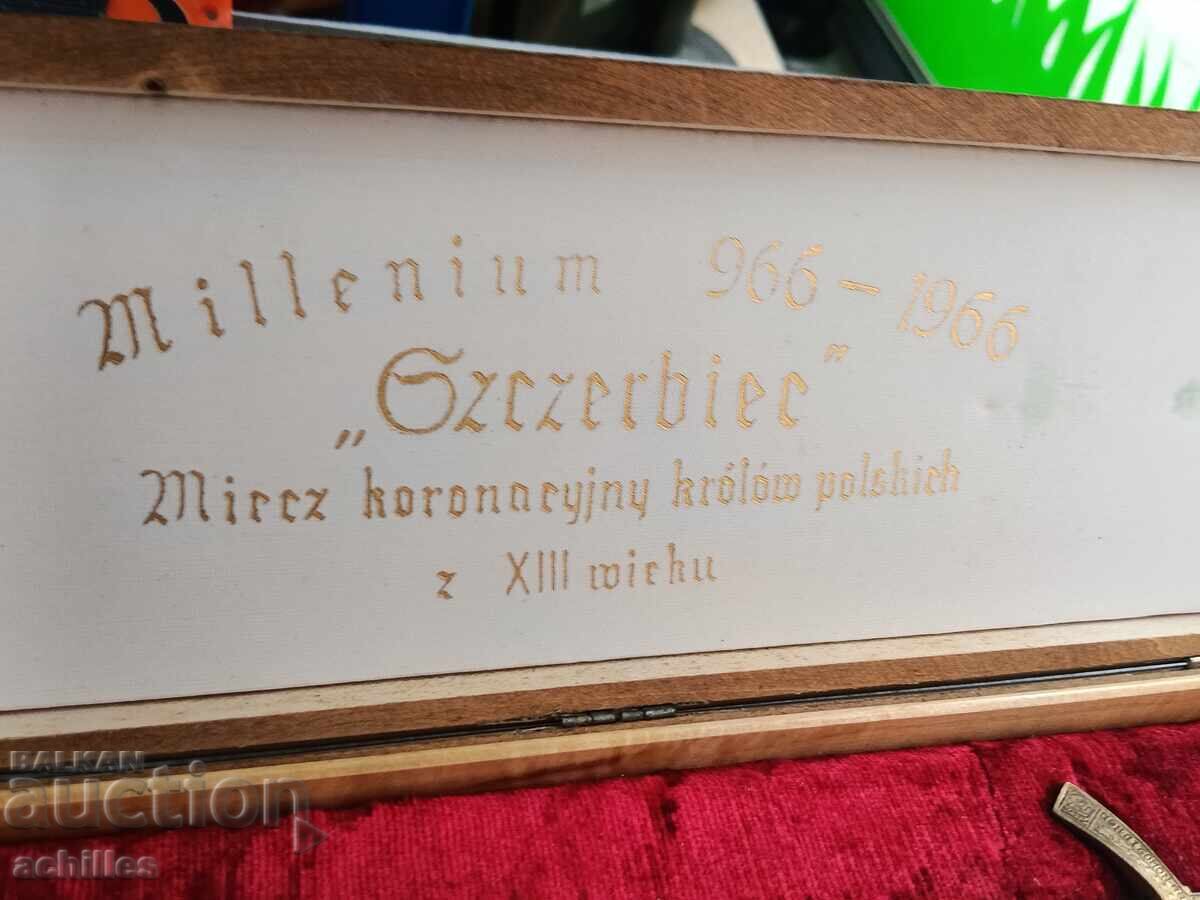 Millenium 966 – 1966
„Szczerbiec”
Miecz koronacyjny królów polskich
z XIII wieku
BALKAN
auction
achilles